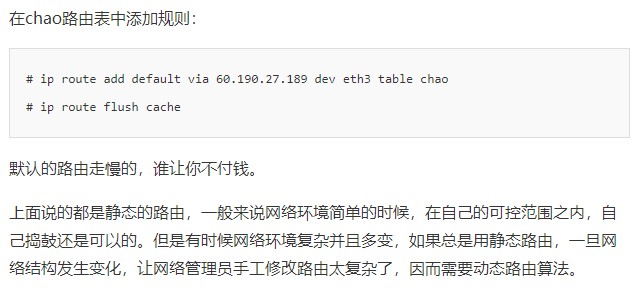 在chao路由表中添加规则：
# ip route add default via 60.190.27.189 dev eth3 table chao
# ip route flush cache
默认的路由走慢的，谁让你不付钱。
上面说的都是静态的路由，一般来说网络环境简单的时候，在自己的可控范围之内，自
己捣鼓还是可以的。但是有时候网络环境复杂并且多变，如果总是用静态路由，一旦网
络结构发生变化，让网络管理员手工修改路由太复杂了，因而需要动态路由算法。